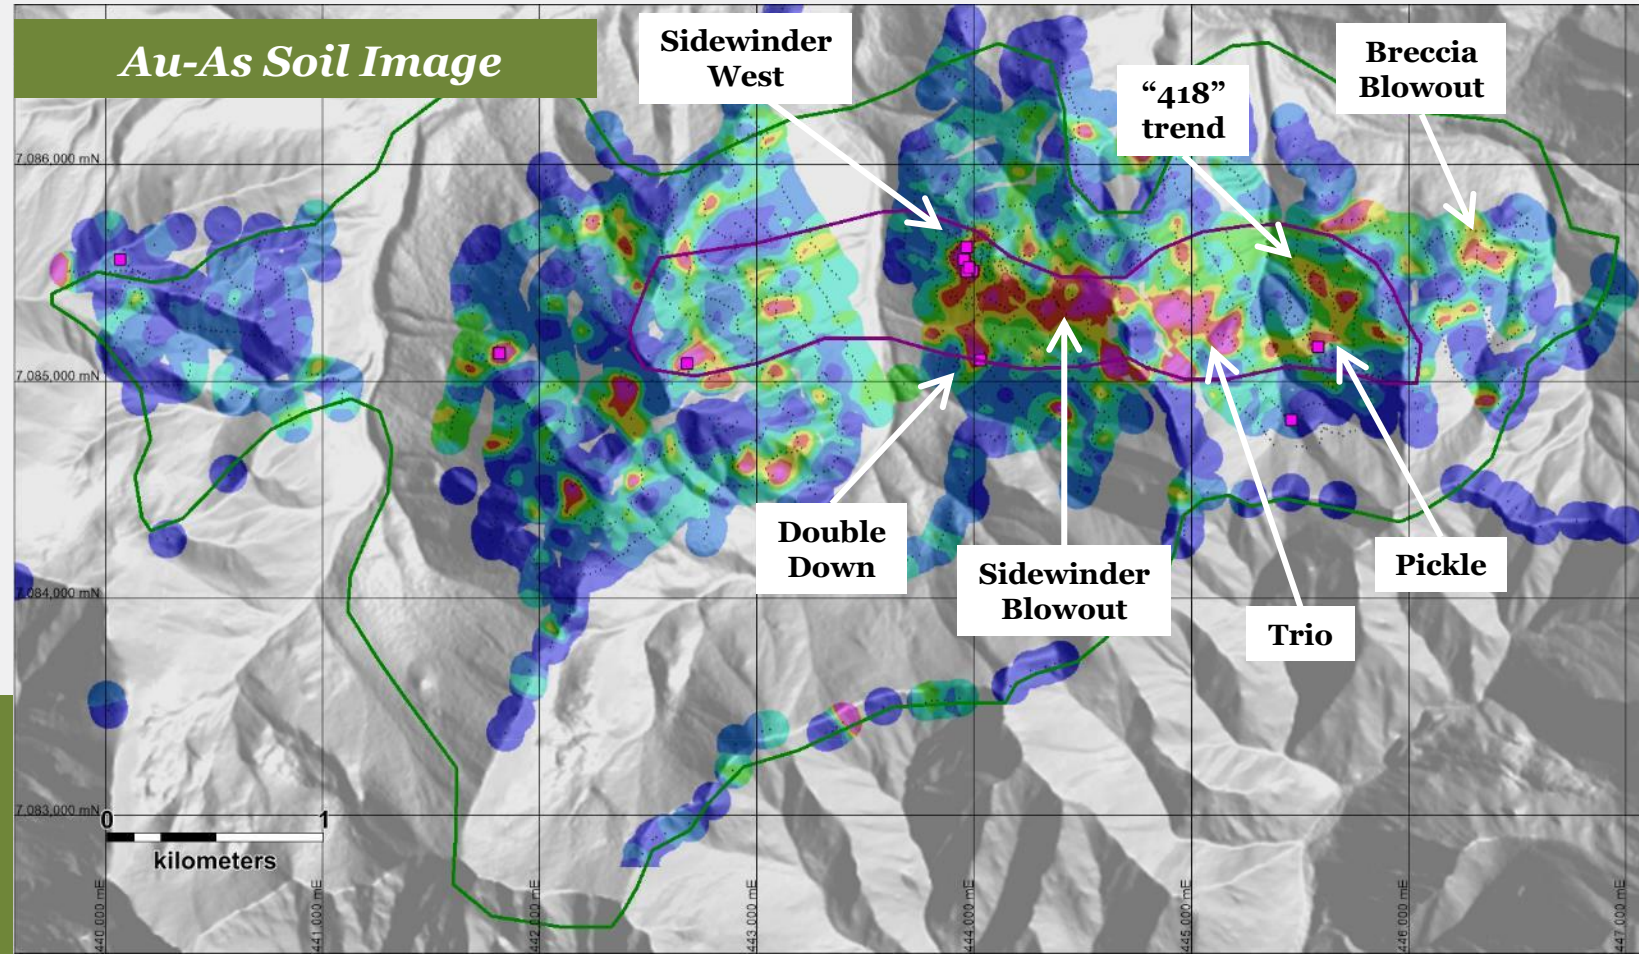 Au-As Soil Image
Sidewinder
West
“418”
trend
Breccia
Blowout
7,086,000 mN
7,085,000 mN
Double
Down
Sidewinder
Blowout
Pickle
Trio
7,084,000 mN
7,083,000 mN
0
1
kilometers
440,000 mE
441,000 mE
442,000 mE
443,000 mE
444,000 mE
445,000 mE
446,000 mE
447,000 mE